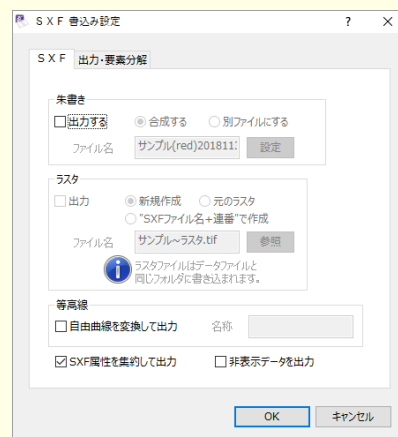 ＳＸＦ 書込み設定
ＳＸＦ 出力・要素分解
朱書き
出力する 合成する 別ファイルにする
ファイル名 サンプル(red)201811 設定
ラスタ
出力 新規作成 元のラスタ
"SXFファイル名+連番"で作成
ファイル名 サンプル～ラスタ.tif 参照
ラスタファイルはデータファイルと
同じフォルダに書き込まれます。
等高線
自由曲線を変換して出力 名称
SXF属性を集約して出力 非表示データを出力
OK キャンセル